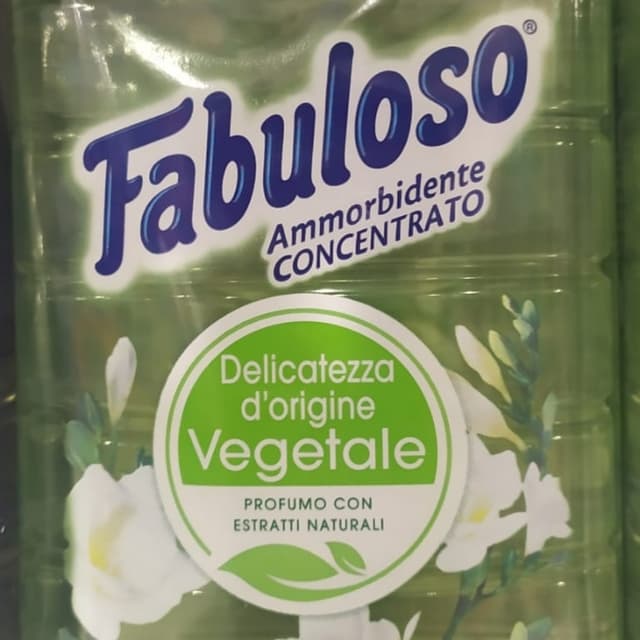 Fabuloso®
Ammorbidente
CONCENTRATO
Delicatezza
d'origine
Vegetale
PROFUMO CON
ESTRATTI NATURALI